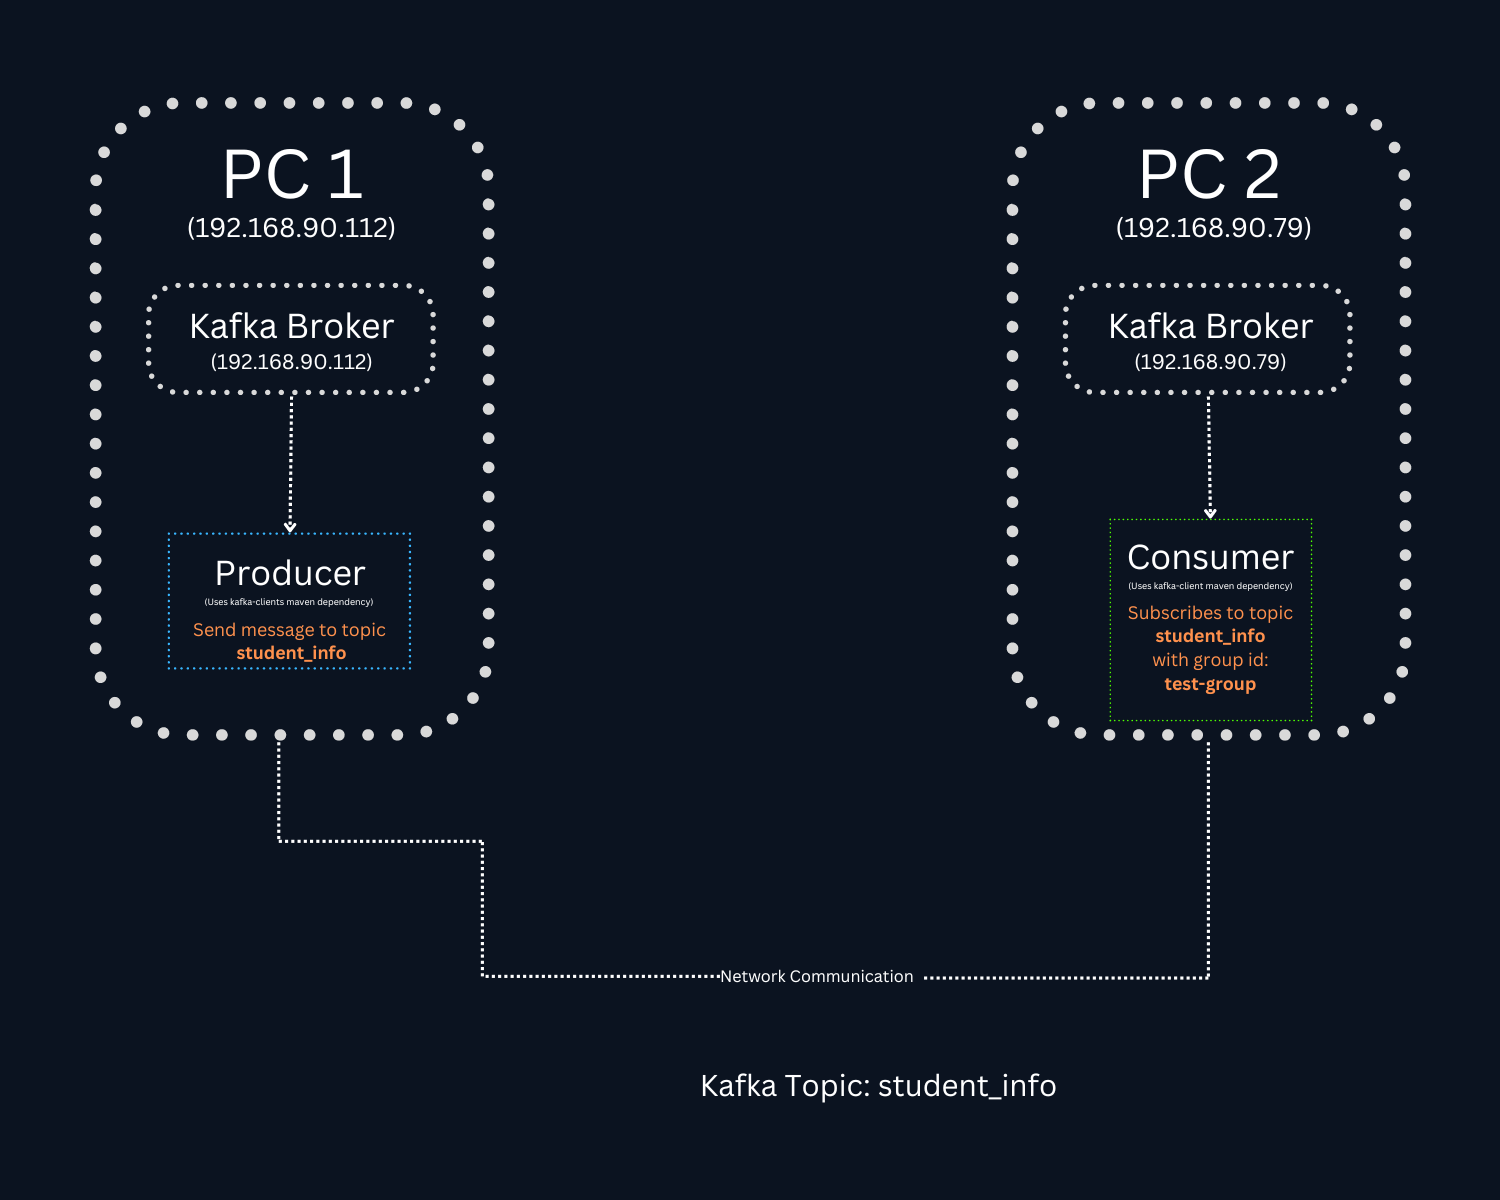 PC 1
(192.168.90.112)
Kafka Broker
(192.168.90.112)
Producer
(Uses kafka-clients maven dependency)
Send message to topic
student_info
PC 2
(192.168.90.79)
Kafka Broker
(192.168.90.79)
Consumer
(Uses kafka-client maven dependency)
Subscribes to topic
student_info
with group id:
test-group
Network Communication
Kafka Topic: student_info